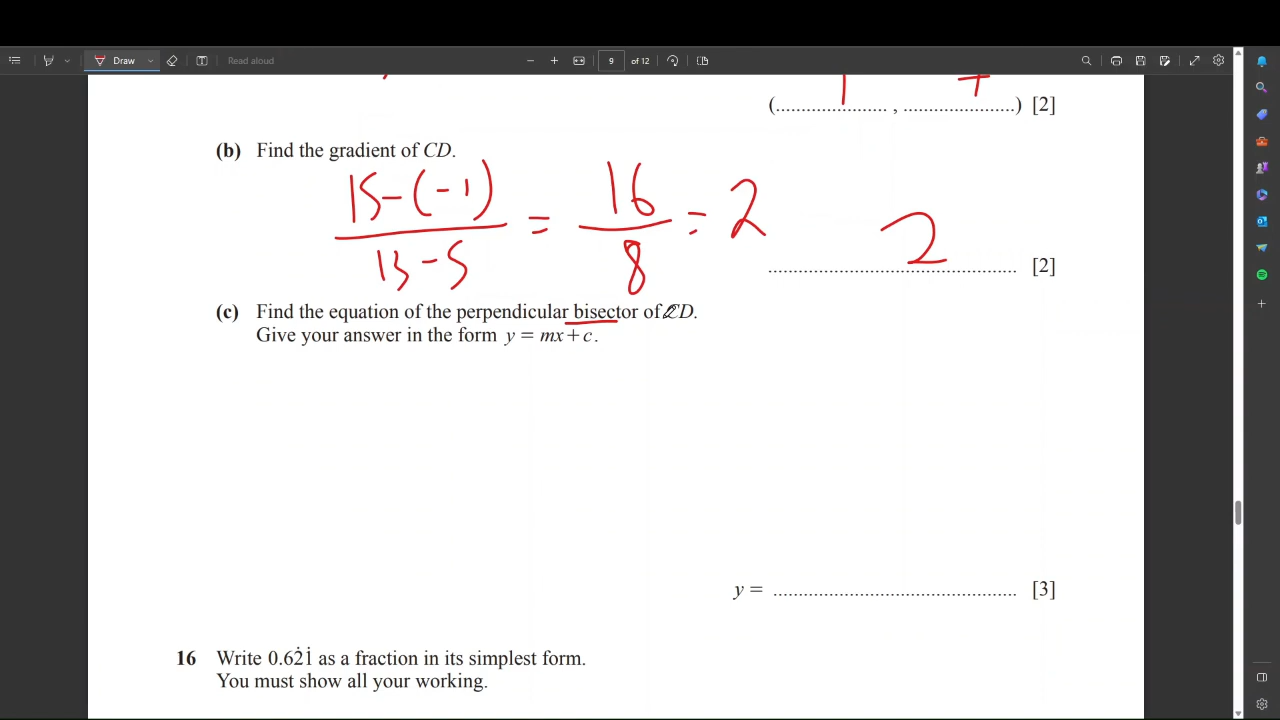 Draw
Read aloud
9 of 12
(..................... , .....................) [2]
(b) Find the gradient of CD.
15-(-1) / 13-5 = 16/8 = 2
2
............................................... [2]
(c) Find the equation of the perpendicular bisector of CD.
Give your answer in the form y = mx+c.
y = ............................................... [3]
16 Write 0.62̇1̇ as a fraction in its simplest form.
You must show all your working.